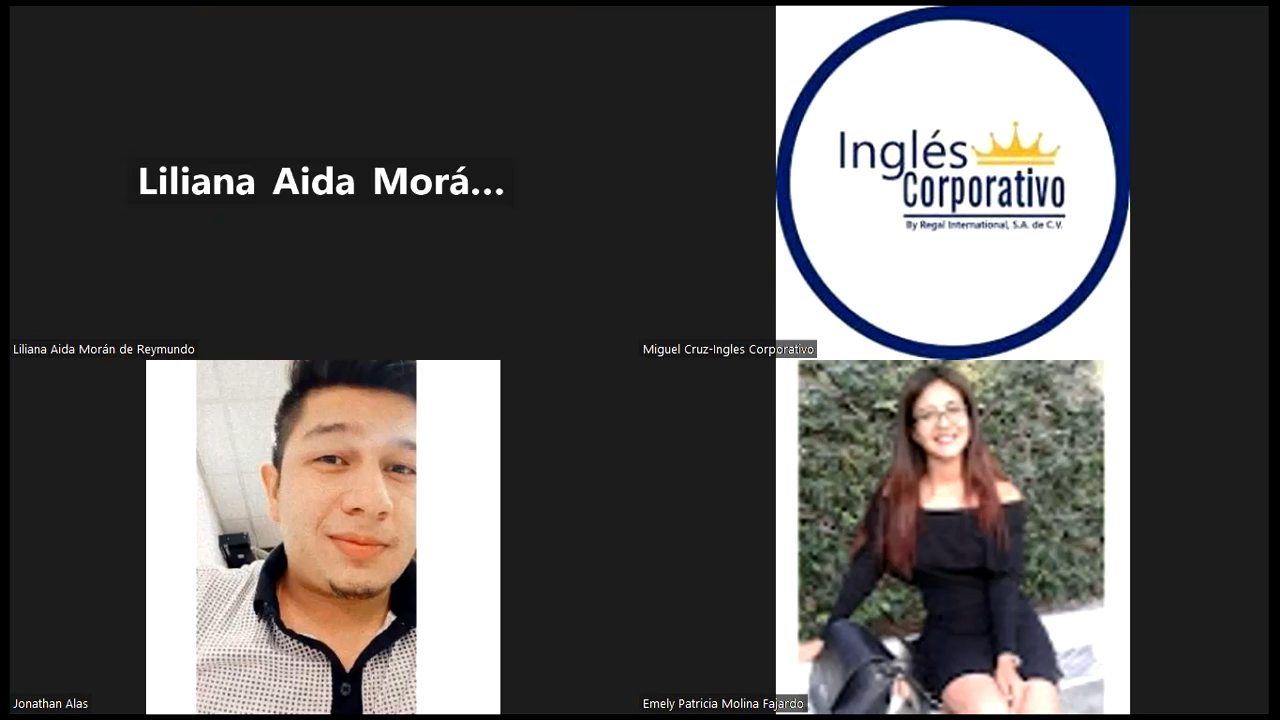 Liliana Aida Morá...
Inglés
Corporativo
By Regal International, S.A. de C.V.
Liliana Aida Morán de Reymundo
Miguel Cruz-Ingles Corporativo
Jonathan Alas
Emely Patricia Molina Fajardo